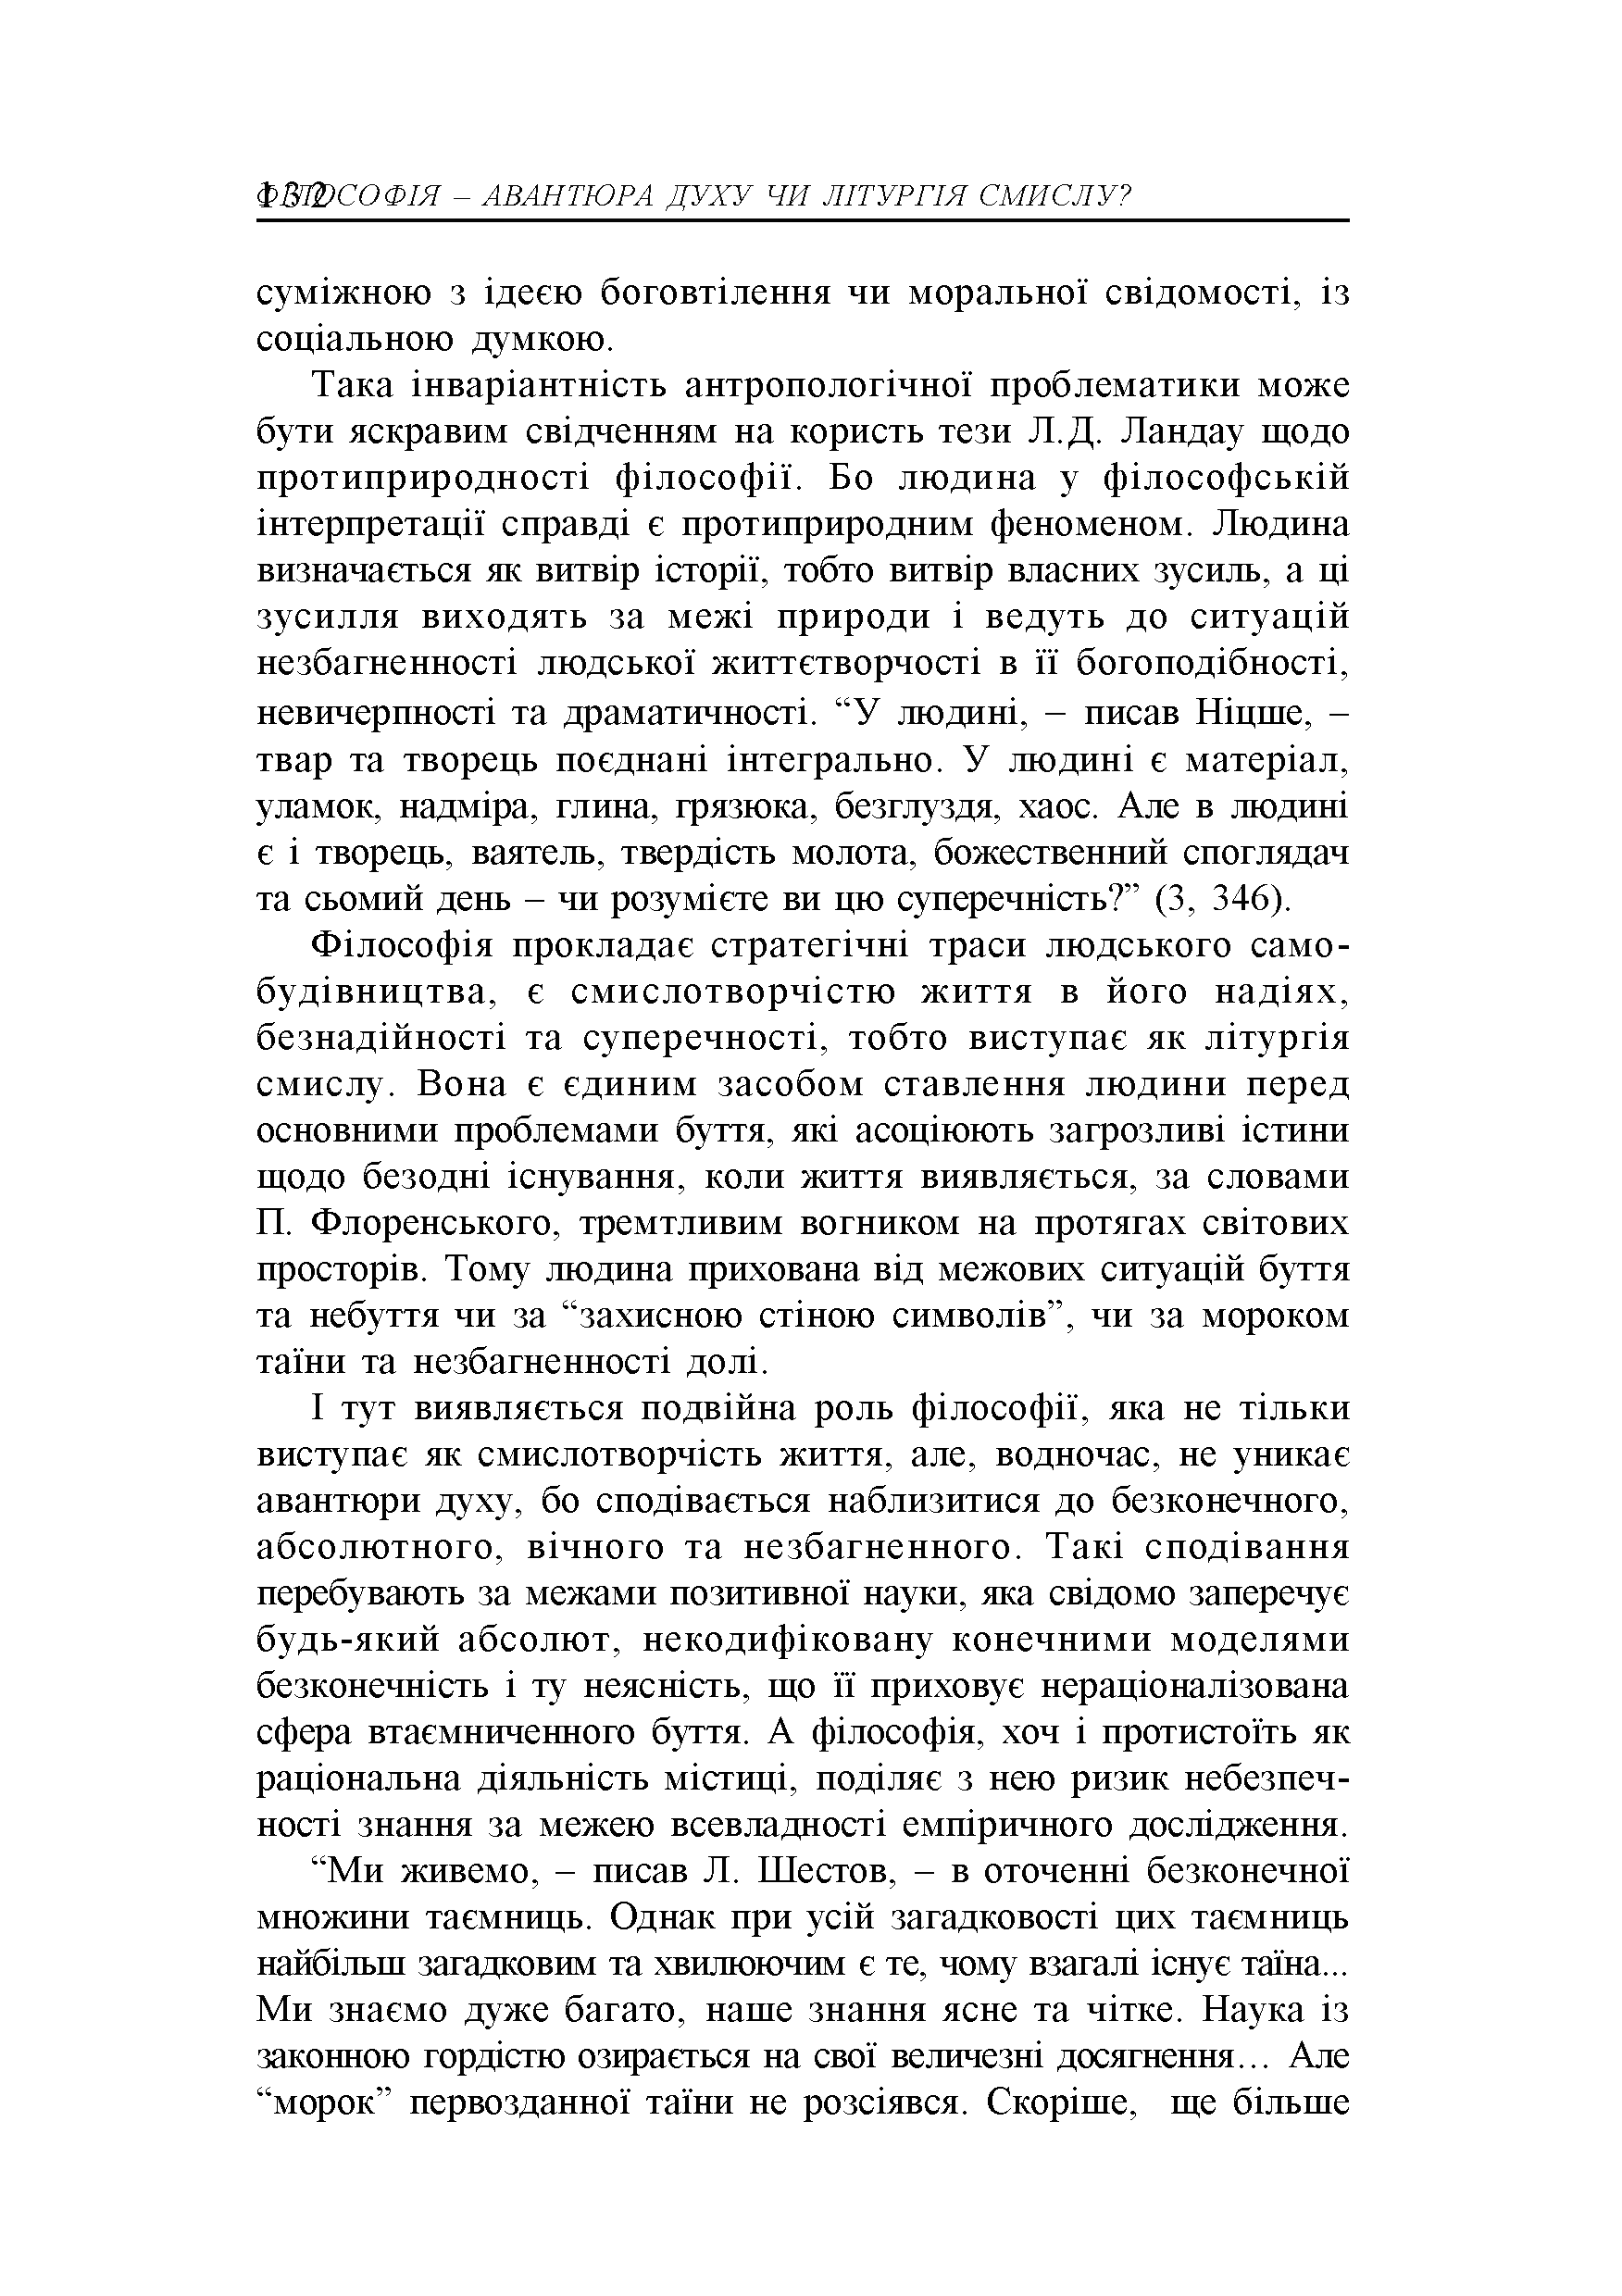 132
ФІЛОСОФІЯ – АВАНТЮРА ДУХУ ЧИ ЛІТУРГІЯ СМИСЛУ?
суміжною з ідеєю боговтілення чи моральної свідомості, із
соціальною думкою.
Така інваріантність антропологічної проблематики може
бути яскравим свідченням на користь тези Л.Д. Ландау щодо
протиприродності філософії. Бо людина у філософській
інтерпретації справді є протиприродним феноменом. Людина
визначається як витвір історії, тобто витвір власних зусиль, а ці
зусилля виходять за межі природи і ведуть до ситуацій
незбагненності людської життєтворчості в її богоподібності,
невичерпності та драматичності. “У людині, – писав Ніцше, –
твар та творець поєднані інтегрально. У людині є матеріал,
уламок, надміра, глина, грязюка, безглуздя, хаос. Але в людині
є і творець, ваятель, твердість молота, божественний споглядач
та сьомий день – чи розумієте ви цю суперечність?” (3, 346).
Філософія прокладає стратегічні траси людського само-
будівництва, є смислотворчістю життя в його надіях,
безнадійності та суперечності, тобто виступає як літургія
смислу. Вона є єдиним засобом ставлення людини перед
основними проблемами буття, які асоціюють загрозливі істини
щодо безодні існування, коли життя виявляється, за словами
П. Флоренського, тремтливим вогником на протягах світових
просторів. Тому людина прихована від межових ситуацій буття
та небуття чи за “захисною стіною символів”, чи за мороком
таїни та незбагненності долі.
І тут виявляється подвійна роль філософії, яка не тільки
виступає як смислотворчість життя, але, водночас, не уникає
авантюри духу, бо сподівається наблизитися до безконечного,
абсолютного, вічного та незбагненного. Такі сподівання
перебувають за межами позитивної науки, яка свідомо заперечує
будь-який абсолют, некодифіковану конечними моделями
безконечність і ту неясність, що її приховує нераціоналізована
сфера втаємниченного буття. А філософія, хоч і протистоїть як
раціональна діяльність містиці, поділяє з нею ризик небезпеч-
ності знання за межею всевладності емпіричного дослідження.
“Ми живемо, – писав Л. Шестов, – в оточенні безконечної
множини таємниць. Однак при усій загадковості цих таємниць
найбільш загадковим та хвилюючим є те, чому взагалі існує таїна...
Ми знаємо дуже багато, наше знання ясне та чітке. Наука із
законною гордістю озирається на свої величезні досягнення... Але
“морок” первозданної таїни не розсіявся. Скоріше, ще більше